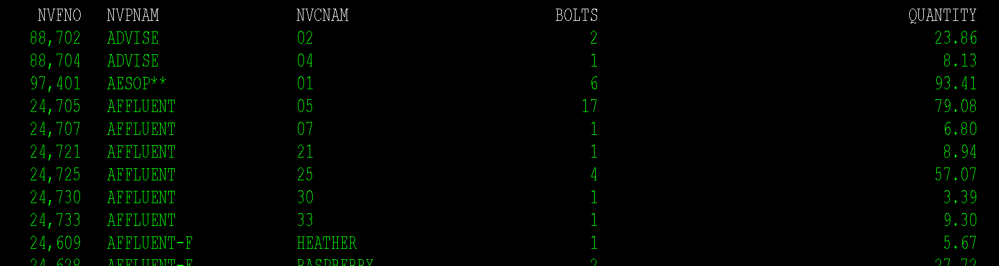 NVFNO NVPNAM NVCNAM BOLTS QUANTITY
88,702 ADVISE 02 2 23.86
88,704 ADVISE 04 1 8.13
97,401 AESOP** 01 6 93.41
24,705 AFFLUENT 05 17 79.08
24,707 AFFLUENT 07 1 6.80
24,721 AFFLUENT 21 1 8.94
24,725 AFFLUENT 25 4 57.07
24,730 AFFLUENT 30 1 3.39
24,733 AFFLUENT 33 1 9.30
24,609 AFFLUENT-F HEATHER 1 5.67
24,628 AFFLUENT-F RASPBERRY 2 27.72